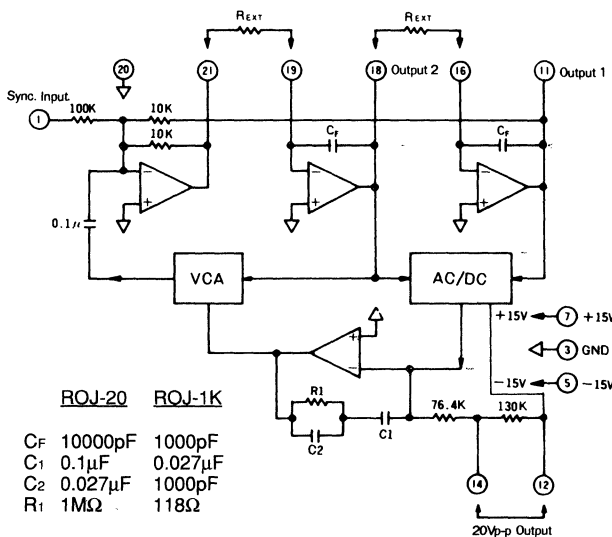 REXT
REXT
20
21
19
18
Output 2
16
11
Output 1
Sync. Input.
1
100K
10K
10K
CF
CF
−
+
−
+
−
+
0.1μ
VCA
AC/DC
+15V
7
+15V
3
GND
−15V
5
−15V
+
−
R1
C2
C1
76.4K
130K
14
12
20Vp-p Output
ROJ-20 ROJ-1K
CF 10000pF 1000pF
C1 0.1μF 0.027μF
C2 0.027μF 1000pF
R1 1MΩ 118Ω